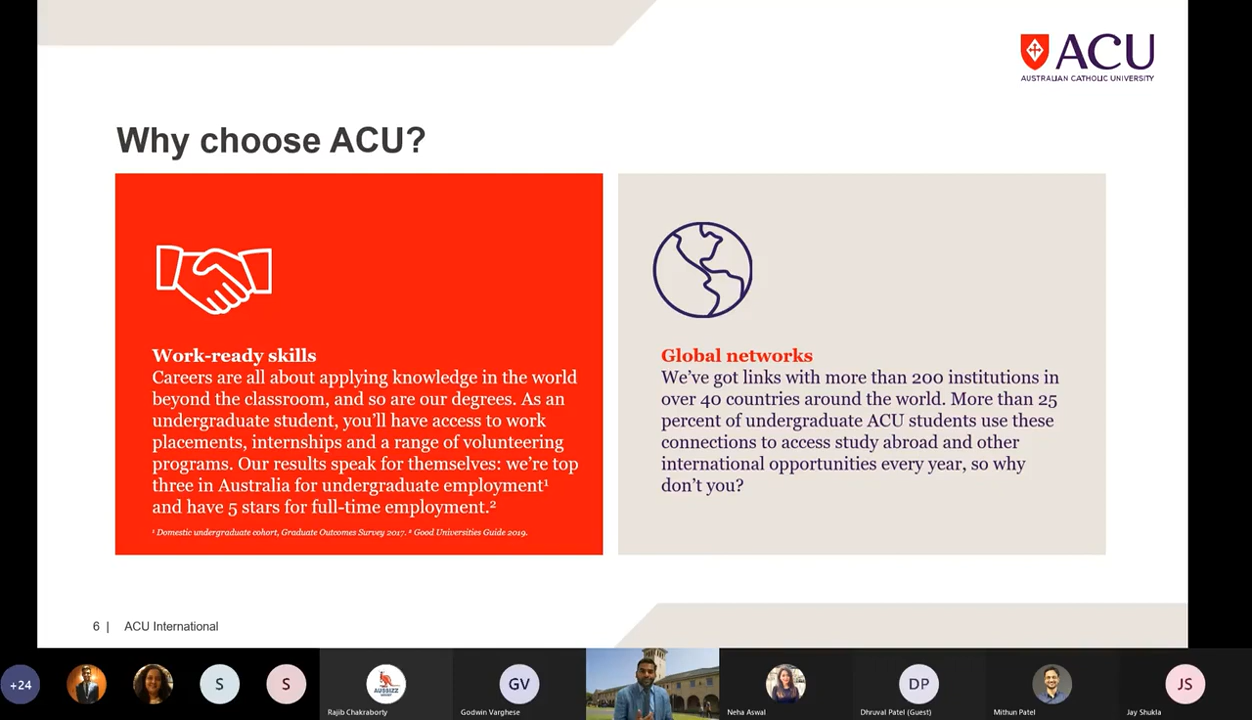 ACU
AUSTRALIAN CATHOLIC UNIVERSITY
Why choose ACU?
Work-ready skills
Careers are all about applying knowledge in the world
beyond the classroom, and so are our degrees. As an
undergraduate student, you'll have access to work
placements, internships and a range of volunteering
programs. Our results speak for themselves: we're top
three in Australia for undergraduate employment¹
and have 5 stars for full-time employment.²
¹ Domestic undergraduate cohort, Graduate Outcomes Survey 2017. ² Good Universities Guide 2019.
Global networks
We've got links with more than 200 institutions in
over 40 countries around the world. More than 25
percent of undergraduate ACU students use these
connections to access study abroad and other
international opportunities every year, so why
don't you?
6 | ACU International
+24
S
S
AUSSIZZ
Rajib Chakraborty
GV
Godwin Varghese
Neha Aswal
DP
Dhruval Patel (Guest)
Mithun Patel
JS
Jay Shukla